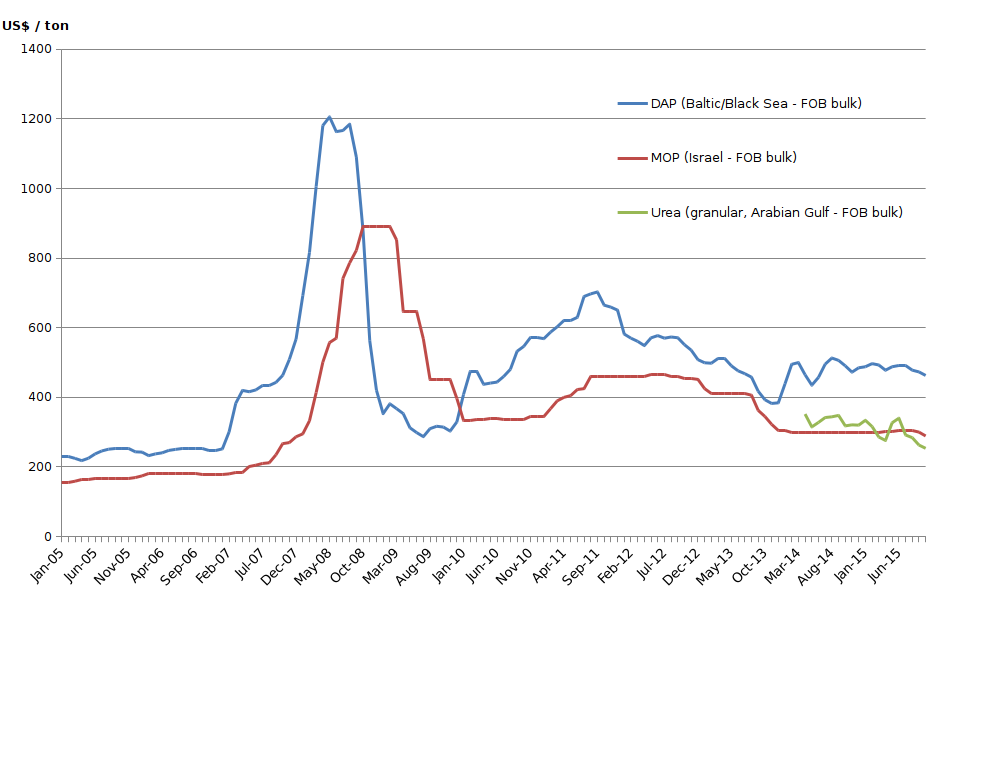 US$ / ton
1400
1200
1000
800
600
400
200
0
DAP (Baltic/Black Sea - FOB bulk)
MOP (Israel - FOB bulk)
Urea (granular, Arabian Gulf - FOB bulk)
Jan-05
Jun-05
Nov-05
Apr-06
Sep-06
Feb-07
Jul-07
Dec-07
May-08
Oct-08
Mar-09
Aug-09
Jan-10
Jun-10
Nov-10
Apr-11
Sep-11
Feb-12
Jul-12
Dec-12
May-13
Oct-13
Mar-14
Aug-14
Jan-15
Jun-15